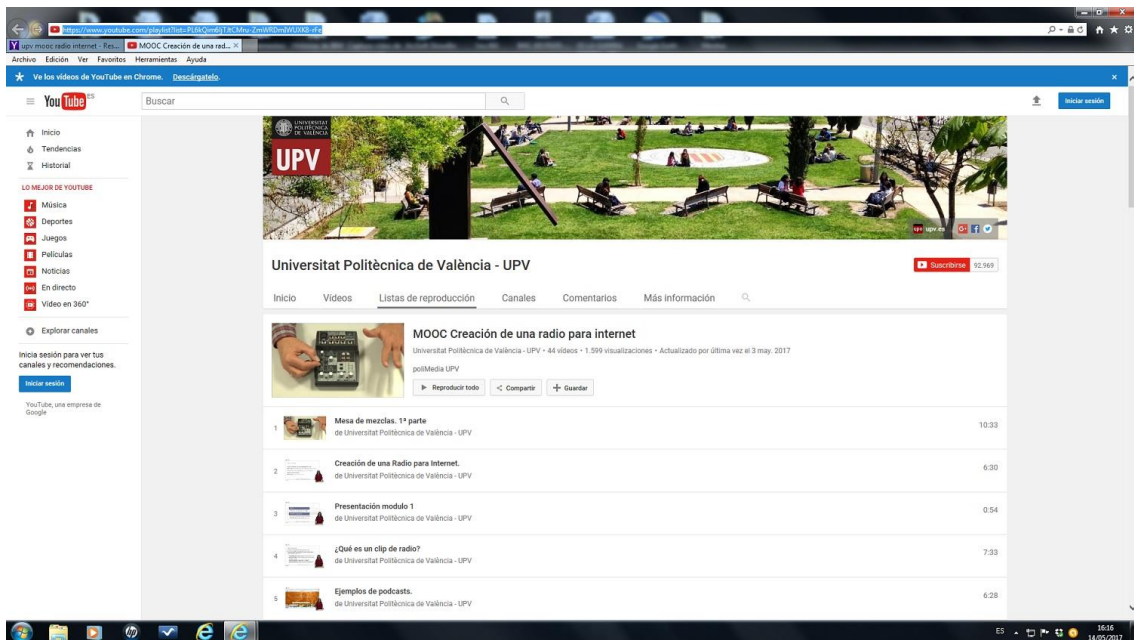 https://www.youtube.com/playlist?list=PL6kQim6ljTJtCMru-ZmWRDmIWUXKB-rFe
upv mooc radio internet - Res...
MOOC Creación de una rad...
Archivo Edición Ver Favoritos Herramientas Ayuda
Ve los vídeos de YouTube en Chrome. Descárgatelo.
YouTube ES
Buscar
Iniciar sesión
Inicio
Tendencias
Historial
LO MEJOR DE YOUTUBE
Música
Deportes
Juegos
Películas
Noticias
En directo
Vídeo en 360°
Explorar canales
Inicia sesión para ver tus
canales y recomendaciones.
Iniciar sesión
YouTube, una empresa de
Google
UNIVERSITAT
POLITÈCNICA
DE VALÈNCIA
UPV
upv.es
Universitat Politècnica de València - UPV
Suscribirse 92.969
Inicio Vídeos Listas de reproducción Canales Comentarios Más información
MOOC Creación de una radio para internet
Universitat Politècnica de València - UPV • 44 vídeos • 1.599 visualizaciones • Actualizado por última vez el 3 may. 2017
poliMedia UPV
Reproducir todo Compartir Guardar
1 Mesa de mezclas. 1ª parte 10:33
de Universitat Politècnica de València - UPV
2 Creación de una Radio para Internet. 6:30
de Universitat Politècnica de València - UPV
3 Presentación modulo 1 0:54
de Universitat Politècnica de València - UPV
4 ¿Qué es un clip de radio? 7:33
de Universitat Politècnica de València - UPV
5 Ejemplos de podcasts. 6:28
de Universitat Politècnica de València - UPV
ES
16:16
14/05/2017